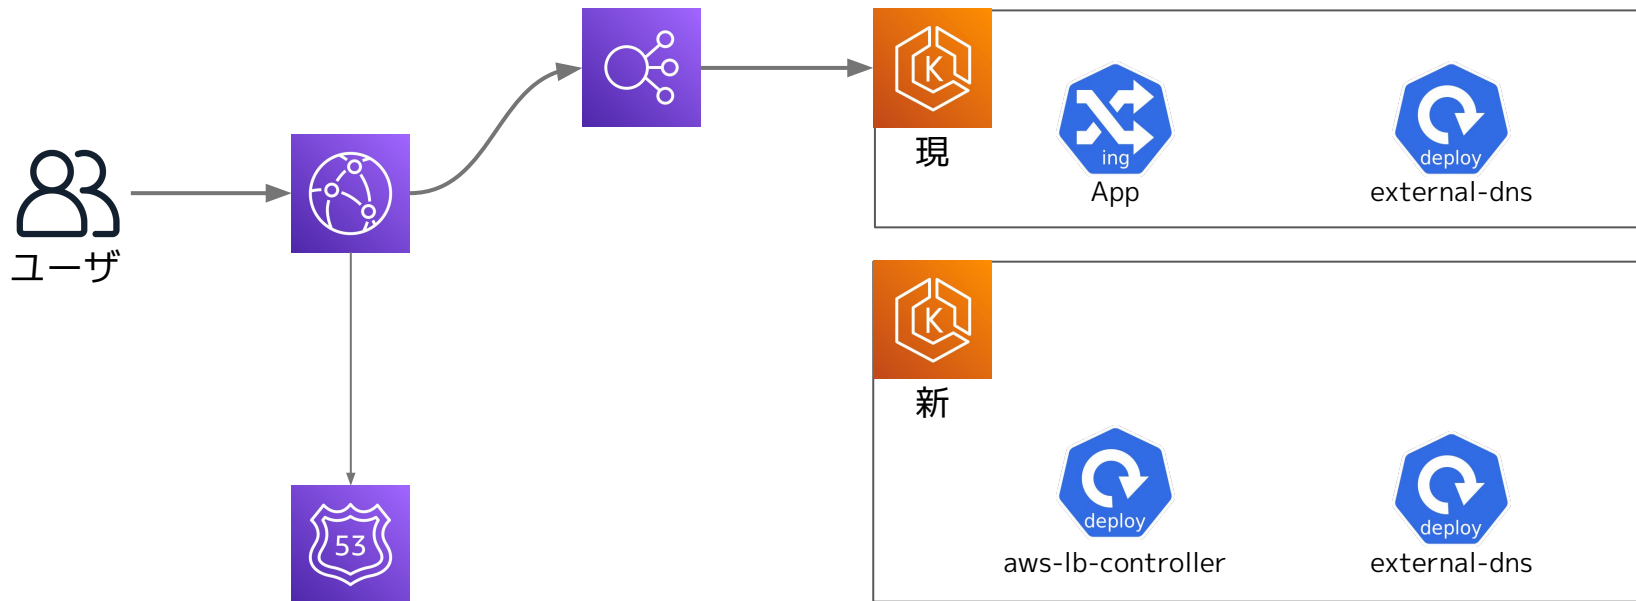 K
現
ing
App
deploy
external-dns
ユーザ
K
新
53
deploy
aws-lb-controller
deploy
external-dns